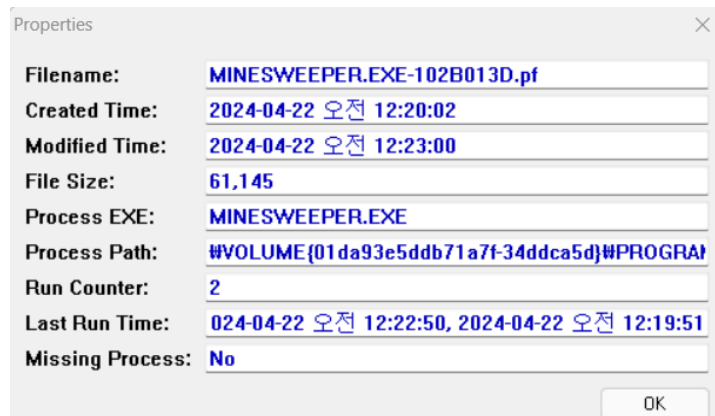 Properties
Filename: MINESWEEPER.EXE-102B013D.pf
Created Time: 2024-04-22 오전 12:20:02
Modified Time: 2024-04-22 오전 12:23:00
File Size: 61,145
Process EXE: MINESWEEPER.EXE
Process Path: ₩VOLUME{01da93e5ddb71a7f-34ddca5d}₩PROGRAM
Run Counter: 2
Last Run Time: 024-04-22 오전 12:22:50, 2024-04-22 오전 12:19:51
Missing Process: No
OK